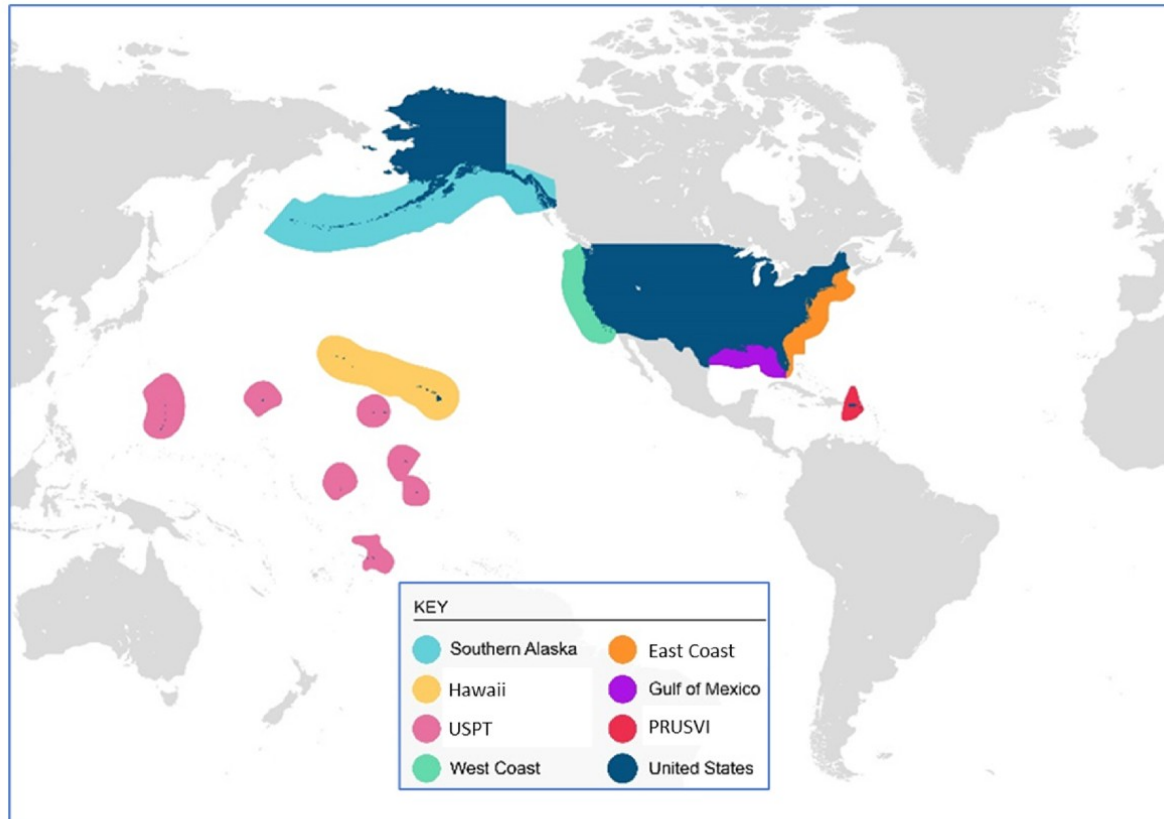 KEY
Southern Alaska
East Coast
Hawaii
Gulf of Mexico
USPT
PRUSVI
West Coast
United States